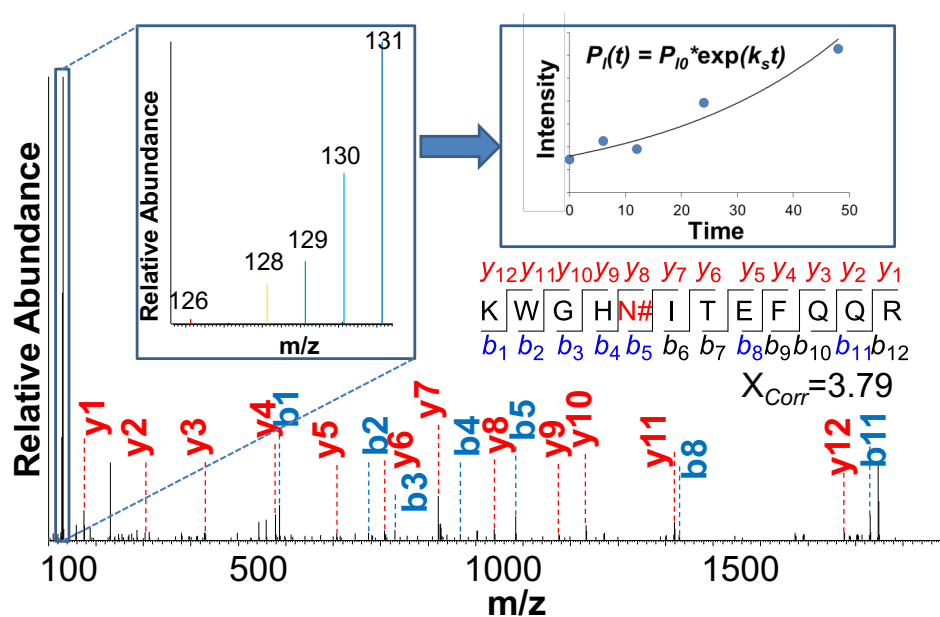 Relative Abundance
Relative Abundance
126
128
129
130
131
m/z
Intensity
P_I(t) = P_I0*exp(k_st)
0 10 20 30 40 50
Time
y12 y11 y10 y9 y8 y7 y6 y5 y4 y3 y2 y1
K W G H N# I T E F Q Q R
b1 b2 b3 b4 b5 b6 b7 b8 b9 b10 b11 b12
X_Corr=3.79
y1 y2 y3 y4 b1 y5 b2 y6 b3 y7 b4 y8 b5 y9 y10 y11 b8 y12 b11
100 500 1000 1500
m/z